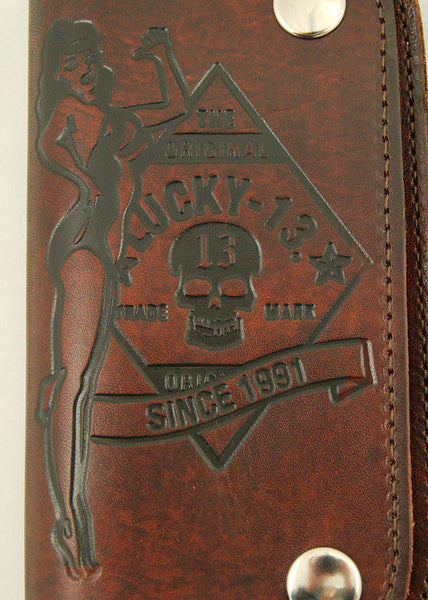 THE
ORIGINAL
LUCKY-13.
13
TRADE MARK
SINCE 1991